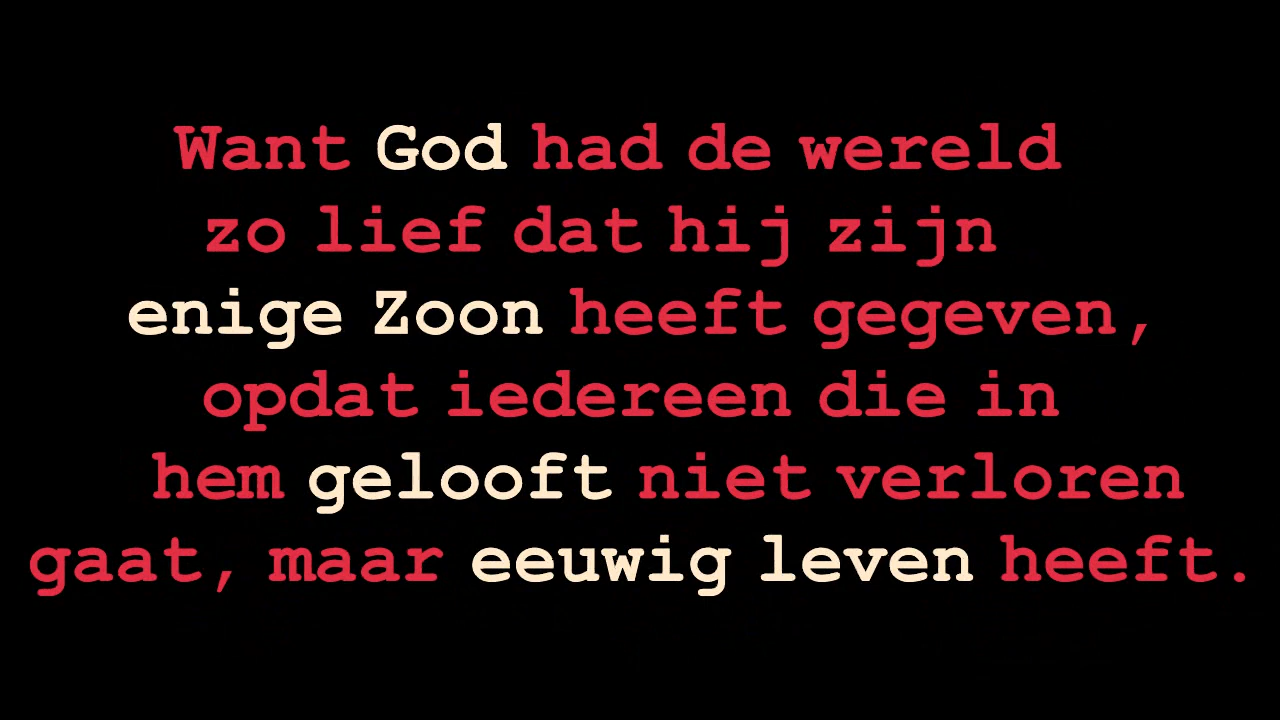 Want God had de wereld
zo lief dat hij zijn
enige Zoon heeft gegeven,
opdat iedereen die in
hem gelooft niet verloren
gaat, maar eeuwig leven heeft.